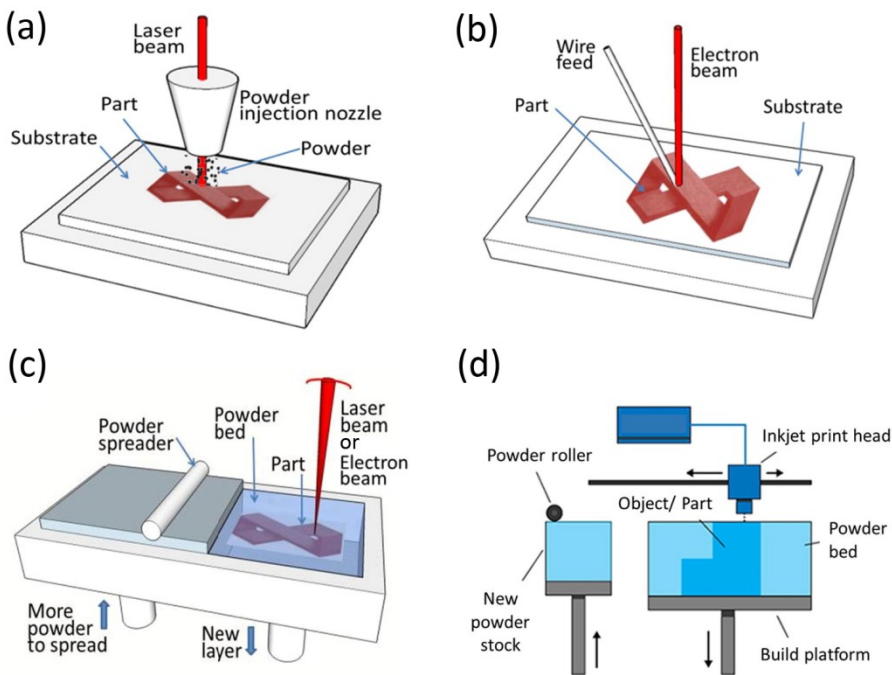 (a)
Laser
beam
Part
Powder
injection nozzle
Substrate
Powder
(b)
Wire
feed
Electron
beam
Part
Substrate
(c)
Powder
spreader
Powder
bed
Part
Laser
beam
or
Electron
beam
More
powder
to spread
New
layer
(d)
Inkjet print head
Powder roller
Object/ Part
Powder
bed
New
powder
stock
Build platform